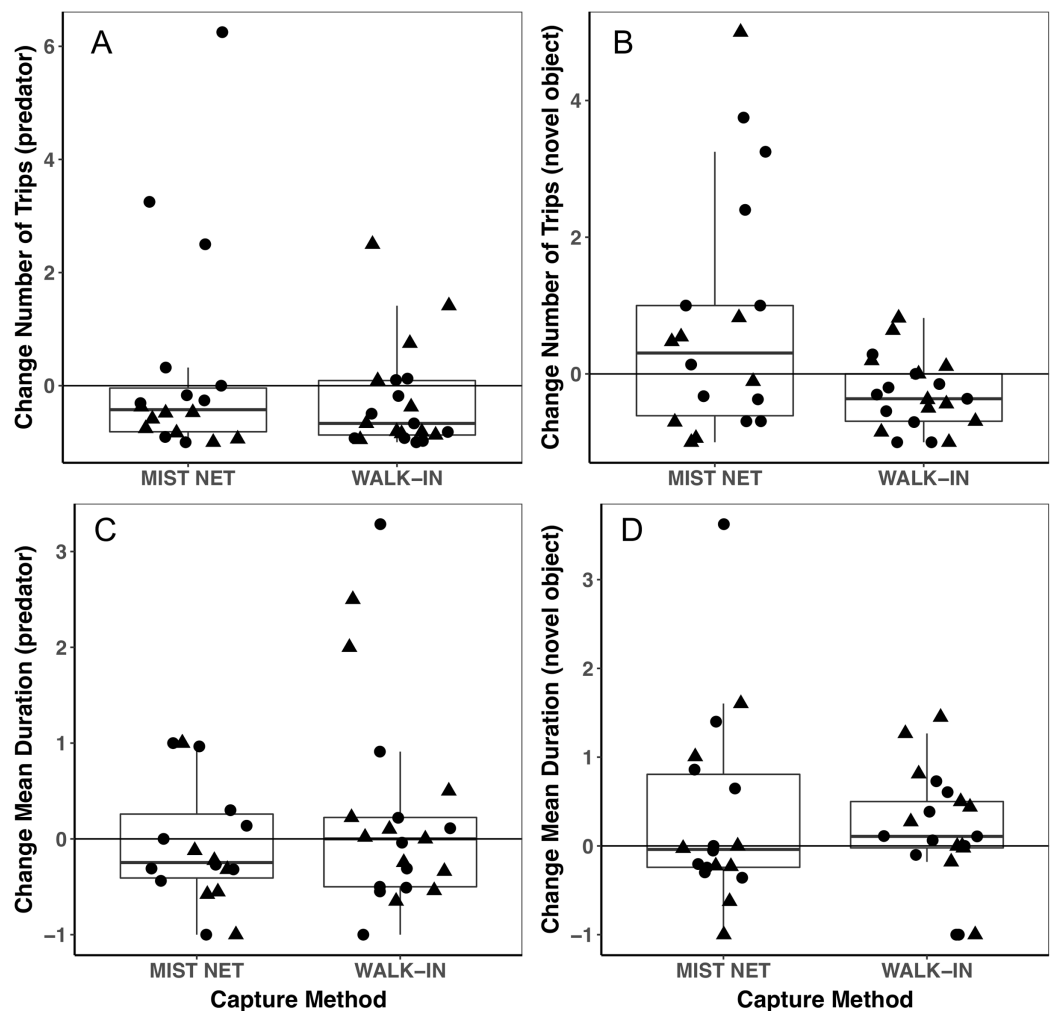 A
Change Number of Trips (predator)
6
4
2
0
MIST NET WALK–IN
B
Change Number of Trips (novel object)
4
2
0
MIST NET WALK–IN
C
Change Mean Duration (predator)
3
2
1
0
−1
MIST NET WALK–IN
Capture Method
D
Change Mean Duration (novel object)
3
2
1
0
−1
MIST NET WALK–IN
Capture Method